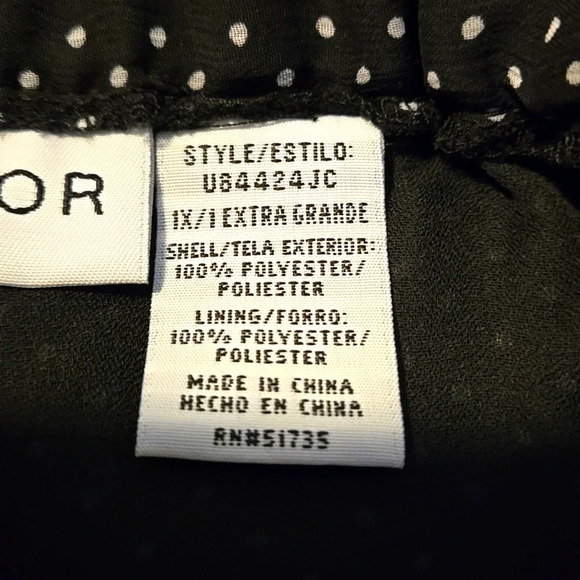 OR
STYLE/ESTILO:
U84424JC
1X/1 EXTRA GRANDE
SHELL/TELA EXTERIOR:
100% POLYESTER/
POLIESTER
LINING/FORRO:
100% POLYESTER/
POLIESTER
MADE IN CHINA
HECHO EN CHINA
RN#51735